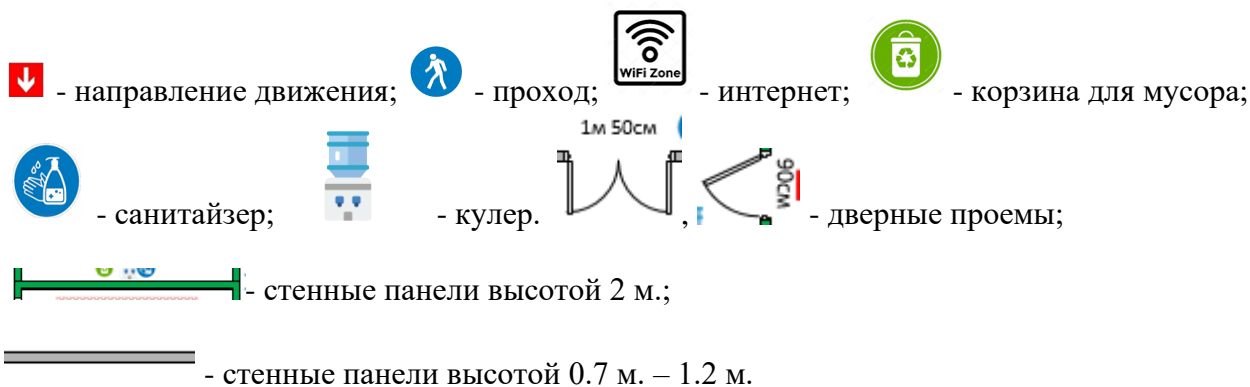 WiFi Zone
- направление движения; - проход; - интернет; - корзина для мусора;
1м 50см
90см
- санитайзер; - кулер. , - дверные проемы;
- стенные панели высотой 2 м.;
- стенные панели высотой 0.7 м. – 1.2 м.